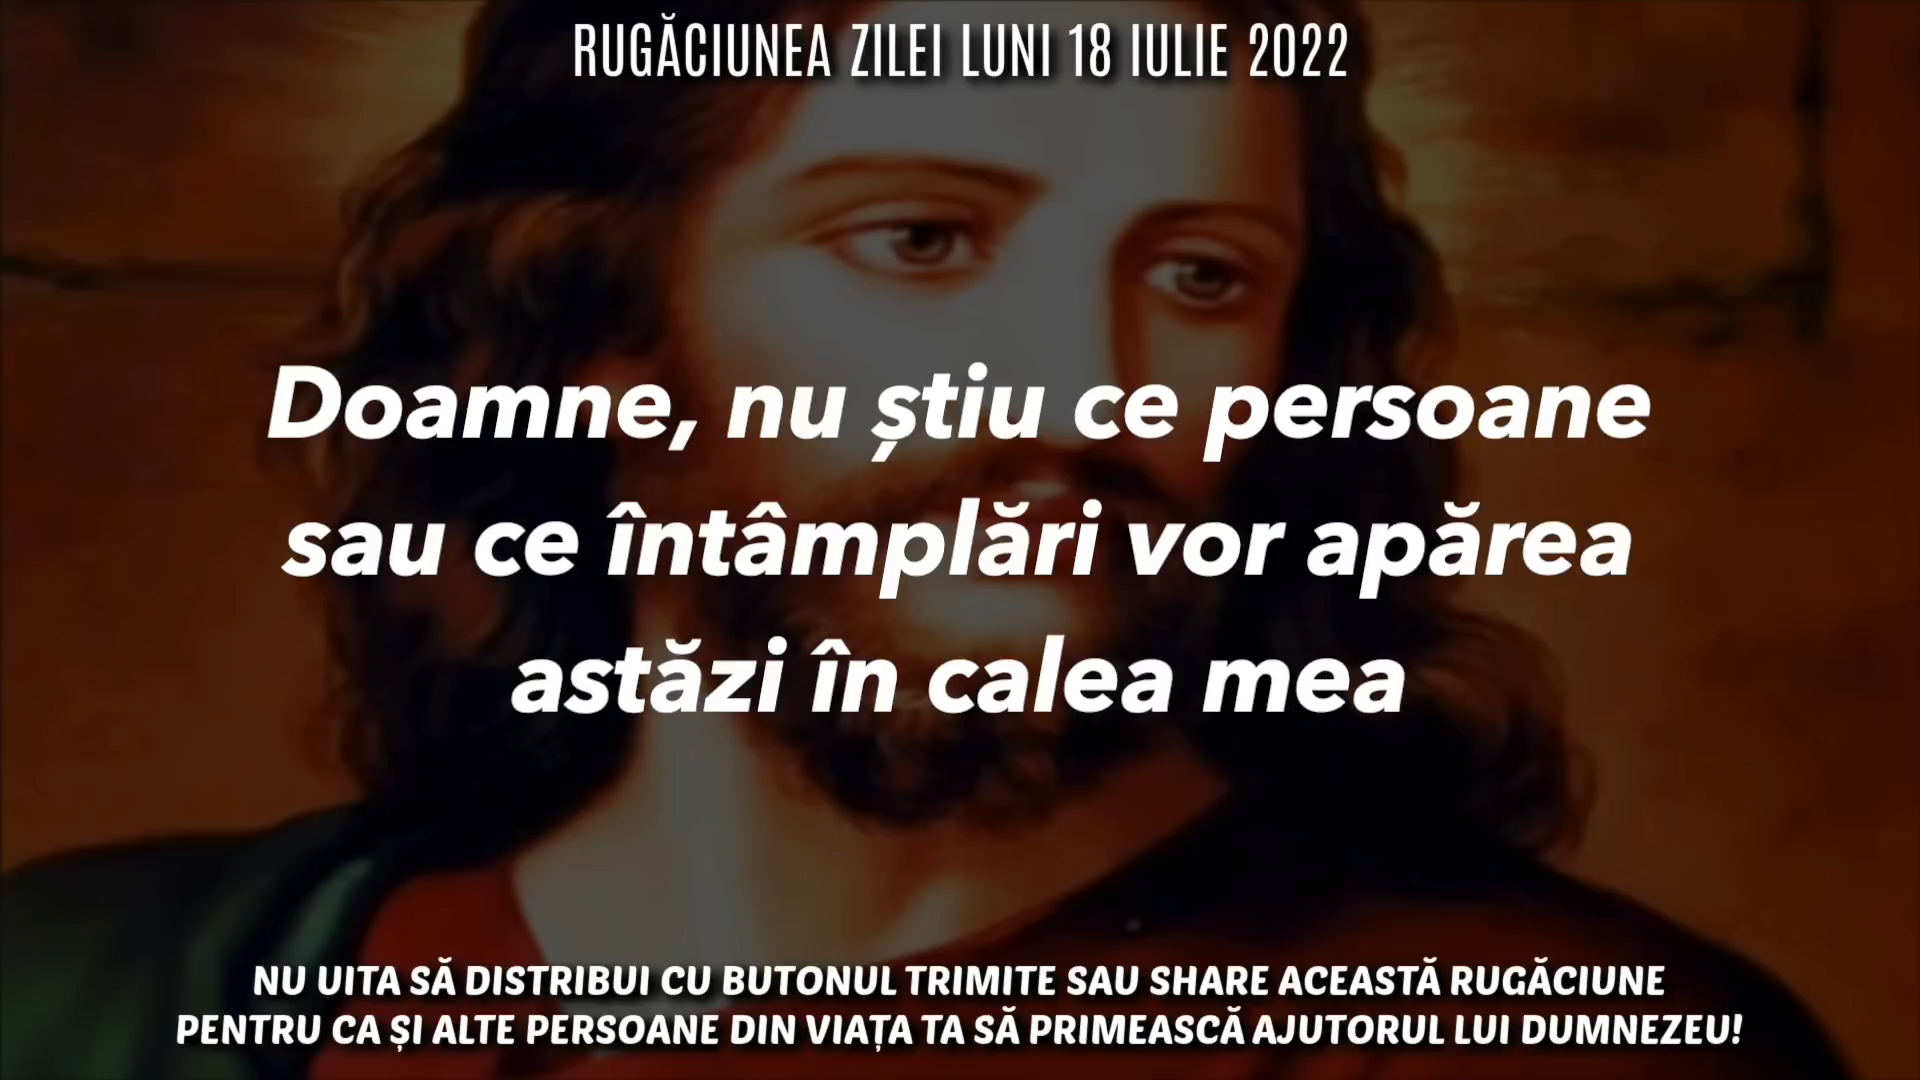 RUGĂCIUNEA ZILEI LUNI 18 IULIE 2022
Doamne, nu știu ce persoane
sau ce întâmplări vor apărea
astăzi în calea mea
NU UITA SĂ DISTRIBUI CU BUTONUL TRIMITE SAU SHARE ACEASTĂ RUGĂCIUNE
PENTRU CA ȘI ALTE PERSOANE DIN VIAȚA TA SĂ PRIMEASCĂ AJUTORUL LUI DUMNEZEU!